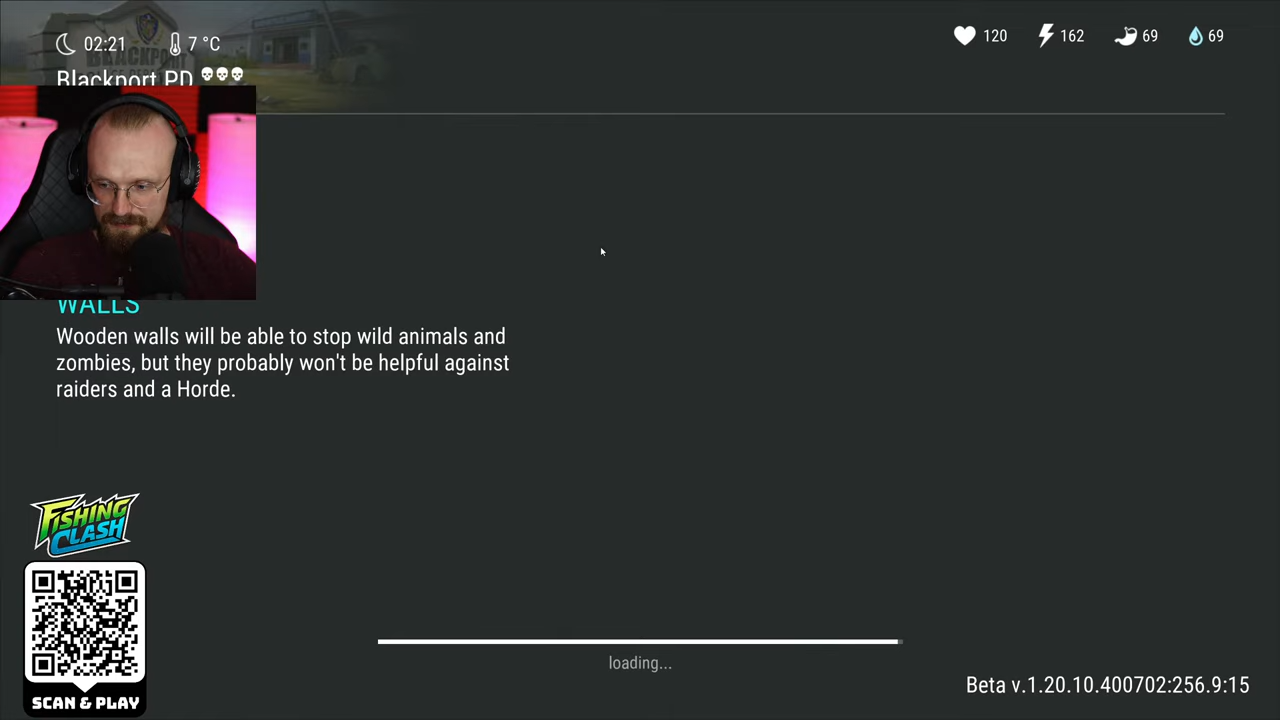 02:21 7 °C
120 162 69 69
BLACKPORT
Blackport PD
WALLS
Wooden walls will be able to stop wild animals and
zombies, but they probably won't be helpful against
raiders and a Horde.
FISHING
CLASH
SCAN & PLAY
loading...
Beta v.1.20.10.400702:256.9:15